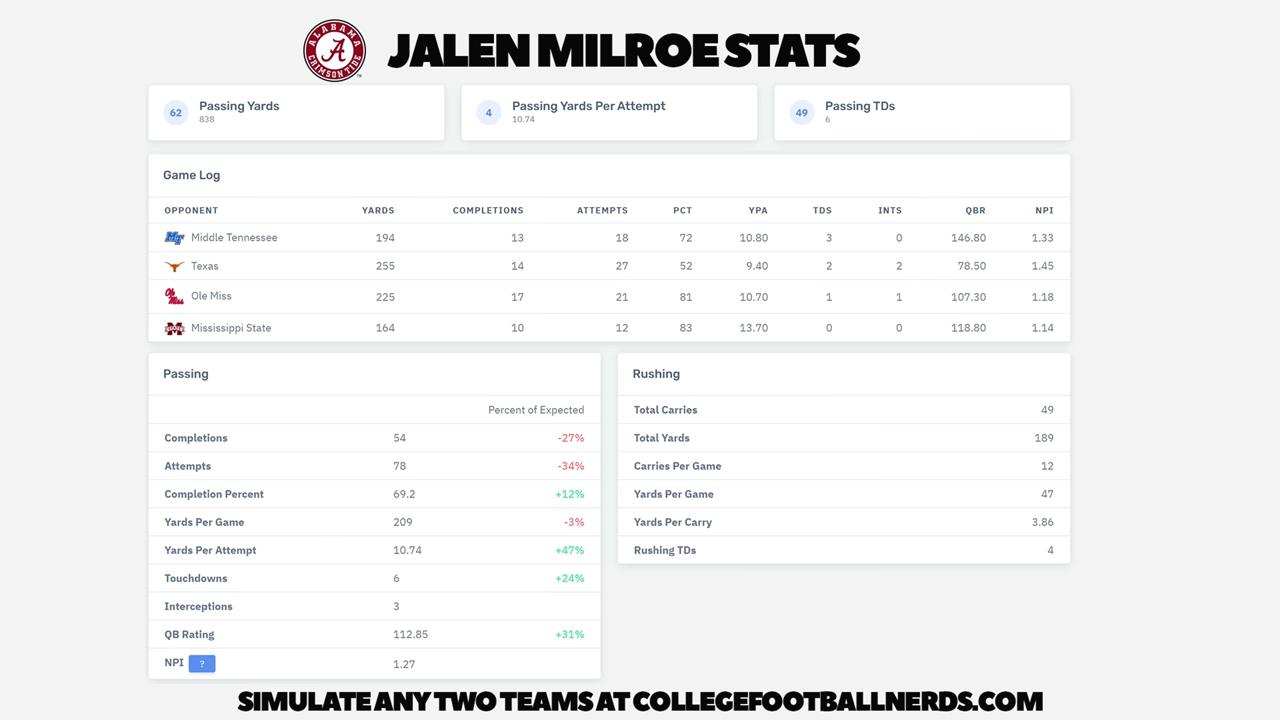 ALABAMA
A
CRIMSON TIDE
JALEN MILROE STATS
62 Passing Yards
838
4 Passing Yards Per Attempt
10.74
49 Passing TDs
6
Game Log
OPPONENT YARDS COMPLETIONS ATTEMPTS PCT YPA TDS INTS QBR NPI
Middle Tennessee 194 13 18 72 10.80 3 0 146.80 1.33
Texas 255 14 27 52 9.40 2 2 78.50 1.45
Ole Miss 225 17 21 81 10.70 1 1 107.30 1.18
Mississippi State 164 10 12 83 13.70 0 0 118.80 1.14
Passing
Percent of Expected
Completions 54 -27%
Attempts 78 -34%
Completion Percent 69.2 +12%
Yards Per Game 209 -3%
Yards Per Attempt 10.74 +47%
Touchdowns 6 +24%
Interceptions 3
QB Rating 112.85 +31%
NPI ? 1.27
Rushing
Total Carries 49
Total Yards 189
Carries Per Game 12
Yards Per Game 47
Yards Per Carry 3.86
Rushing TDs 4
SIMULATE ANY TWO TEAMS AT COLLEGEFOOTBALLNERDS.COM